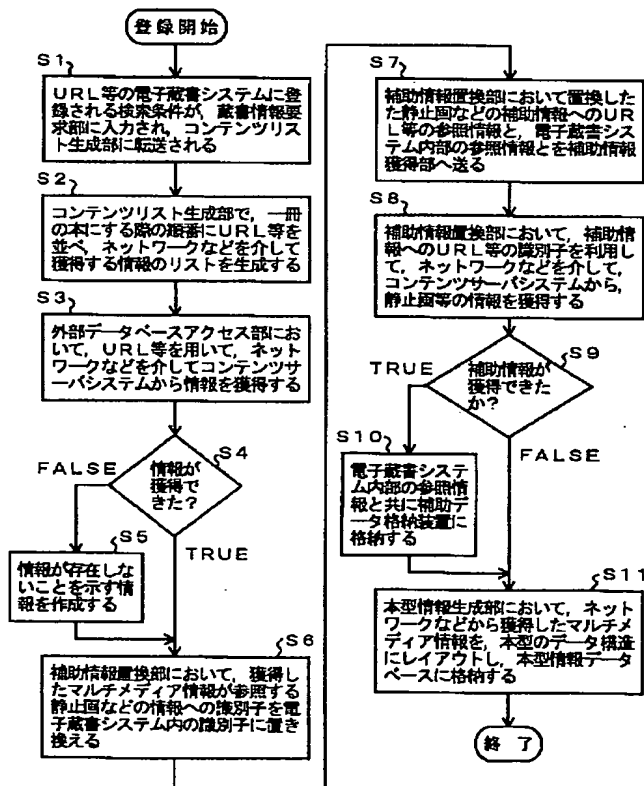 登録開始
S1
URL等の電子蔵書システムに登
録される検索条件が，蔵書情報要
求部に入力され，コンテンツリスト
生成部に転送される
S2
コンテンツリスト生成部で，一冊
の本にする際の順番にURL等を
並べ，ネットワークなどを介して
獲得する情報のリストを生成する
S3
外部データベースアクセス部にお
いて，URL等を用いて，ネット
ワークなどを介してコンテンツサ
ーバシステムから情報を獲得する
S4
情報が
獲得で
きた？
FALSE
TRUE
S5
情報が存在しな
いことを示す情
報を作成する
S6
補助情報置換部において，獲得し
たマルチメディア情報が参照する
静止画などの情報への識別子を電
子蔵書システム内の識別子に置き
換える
S7
補助情報置換部において置換した
た静止画などの補助情報へのUR
L等の参照情報と，電子蔵書シス
テム内部の参照情報とを補助情報
獲得部へ送る
S8
補助情報置換部において，補助情
報へのURL等の識別子を利用し
て，ネットワークなどを介して，
コンテンツサーバシステムから，
静止画等の情報を獲得する
S9
補助情報が
獲得できた
か？
TRUE
FALSE
S10
電子蔵書システ
ム内部の参照情
報と共に補助デ
ータ格納装置に
格納する
S11
本型情報生成部において，ネット
ワークなどから獲得したマルチメ
ディア情報を，本型のデータ構造
にレイアウトし，本型情報データ
ベースに格納する
終了